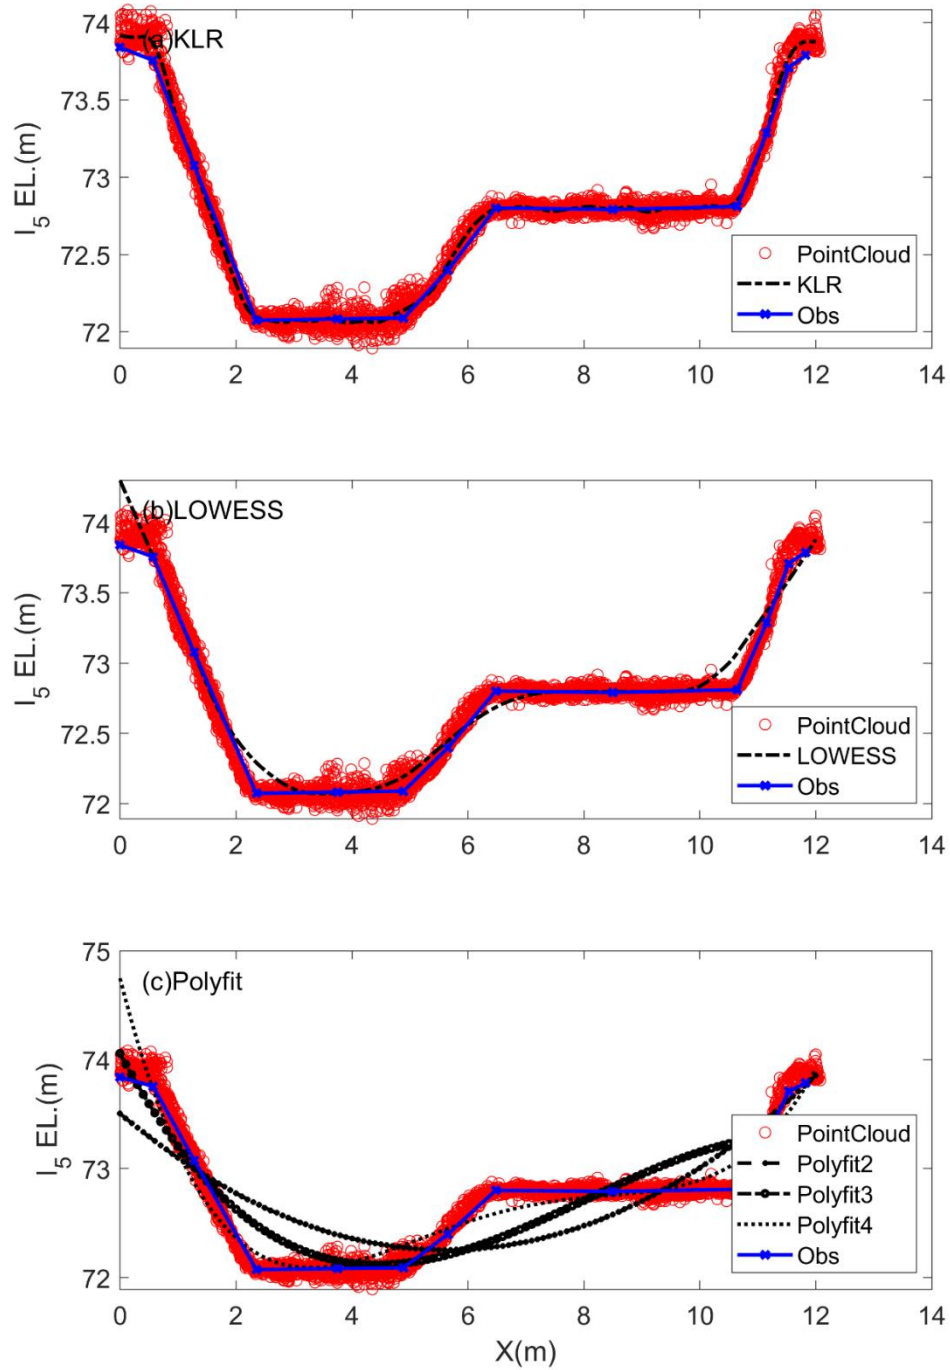 74
(a)KLR
73.5
73
72.5
72
I5 EL.(m)
PointCloud
KLR
Obs
0 2 4 6 8 10 12 14
(b)LOWESS
74
73.5
73
72.5
72
I5 EL.(m)
PointCloud
LOWESS
Obs
0 2 4 6 8 10 12 14
75
(c)Polyfit
74
73
72
I5 EL.(m)
PointCloud
Polyfit2
Polyfit3
Polyfit4
Obs
0 2 4 6 8 10 12 14
X(m)